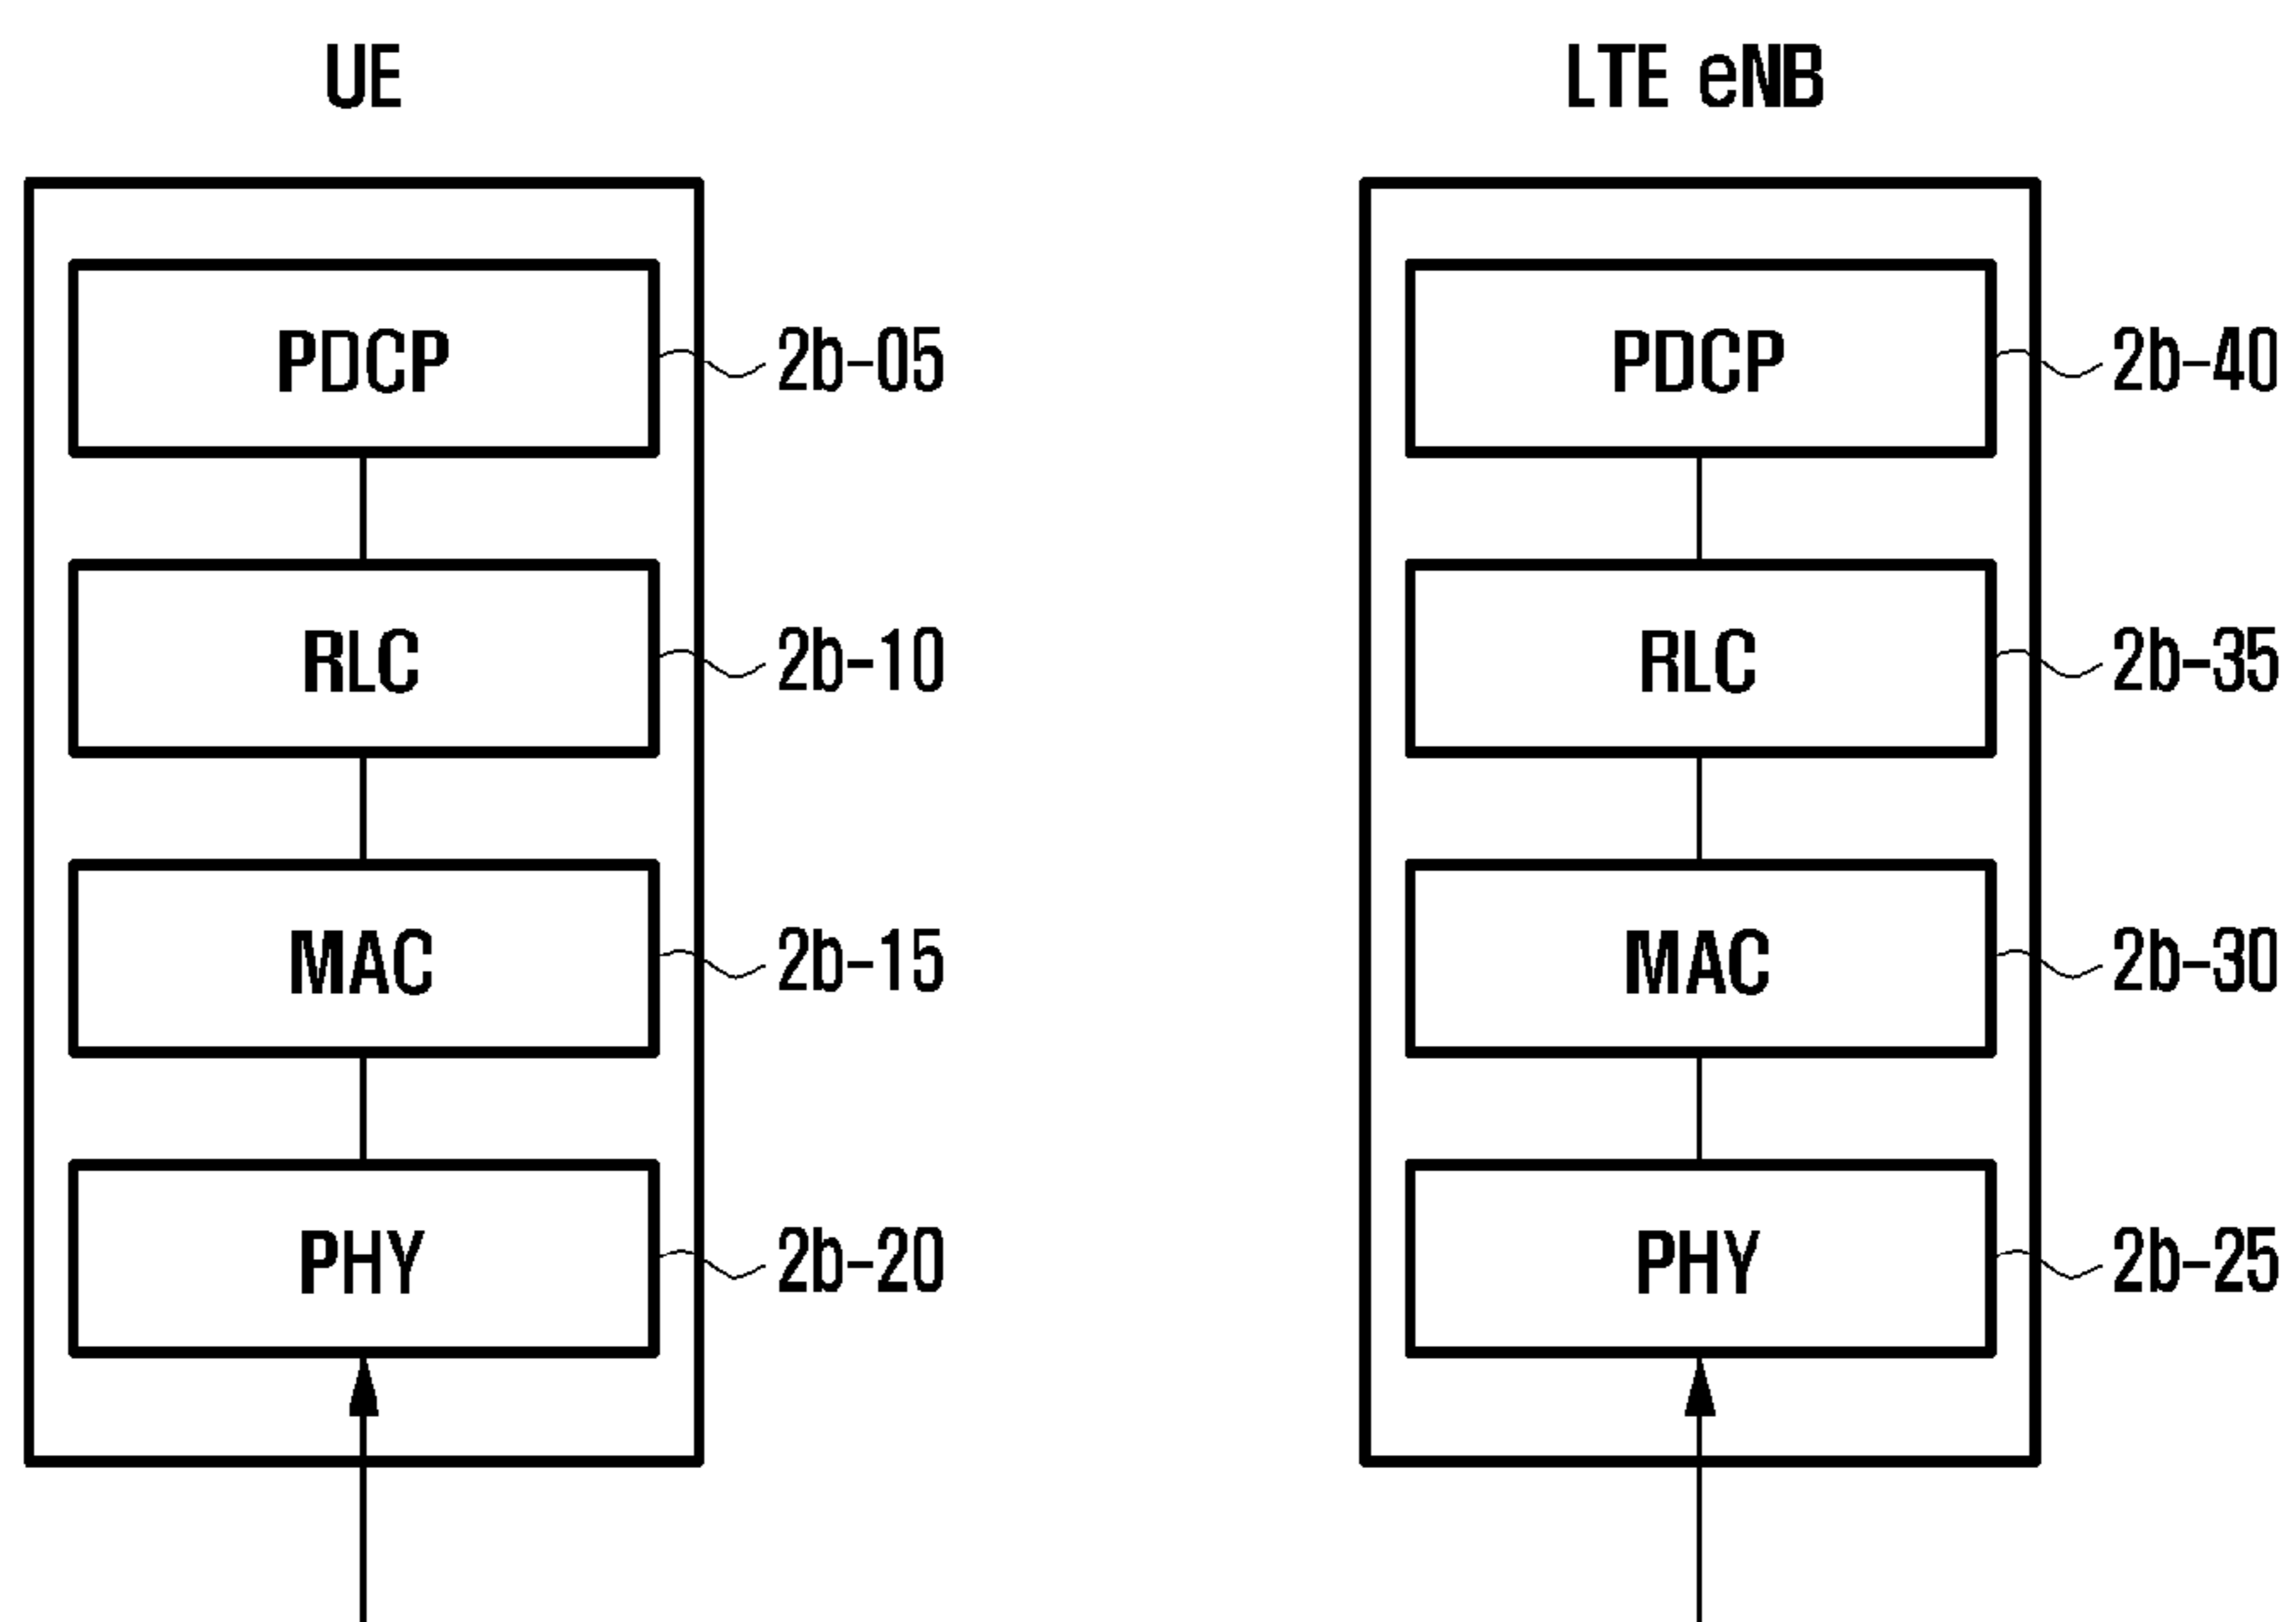 UE
LTE eNB
PDCP
2b-05
PDCP
2b-40
RLC
2b-10
RLC
2b-35
MAC
2b-15
MAC
2b-30
PHY
2b-20
PHY
2b-25